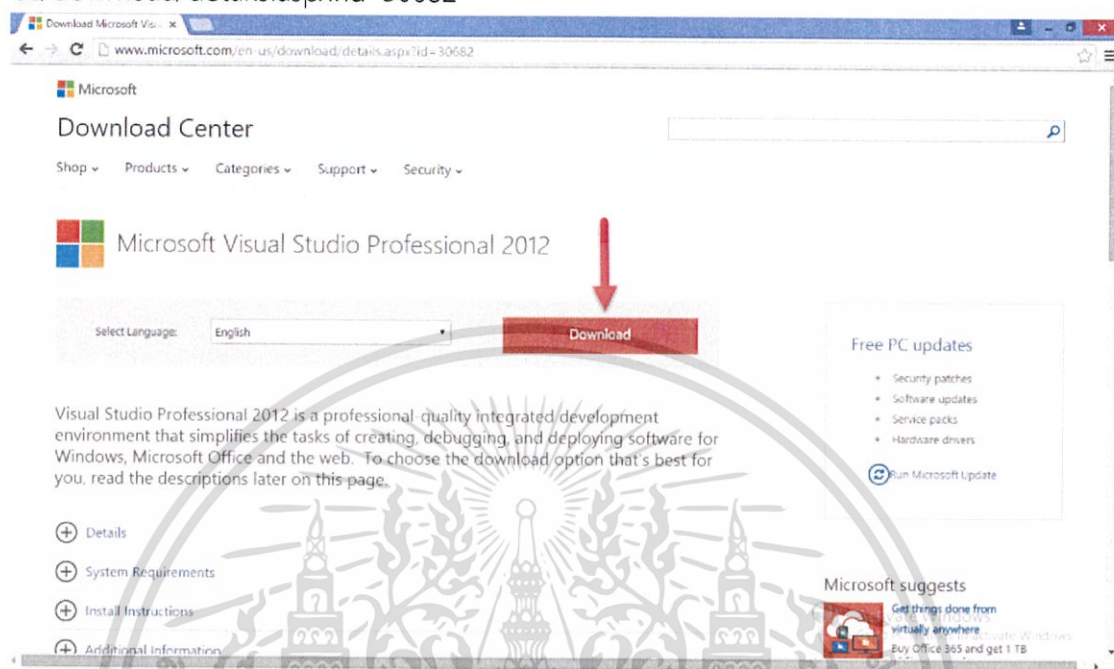 Download Microsoft Vis
www.microsoft.com/en-us/download/details.aspx?id=30682
Microsoft
Download Center
Shop Products Categories Support Security
Microsoft Visual Studio Professional 2012
Select Language: English Download
Free PC updates
• Security patches
• Software updates
• Service packs
• Hardware drivers
Run Microsoft Update
Visual Studio Professional 2012 is a professional-quality integrated development
environment that simplifies the tasks of creating, debugging, and deploying software for
Windows, Microsoft Office and the web. To choose the download option that's best for
you, read the descriptions later on this page.
Details
System Requirements
Install Instructions
Additional Information
Microsoft suggests
Get things done from
virtually anywhere
Buy Office 365 and get 1 TB